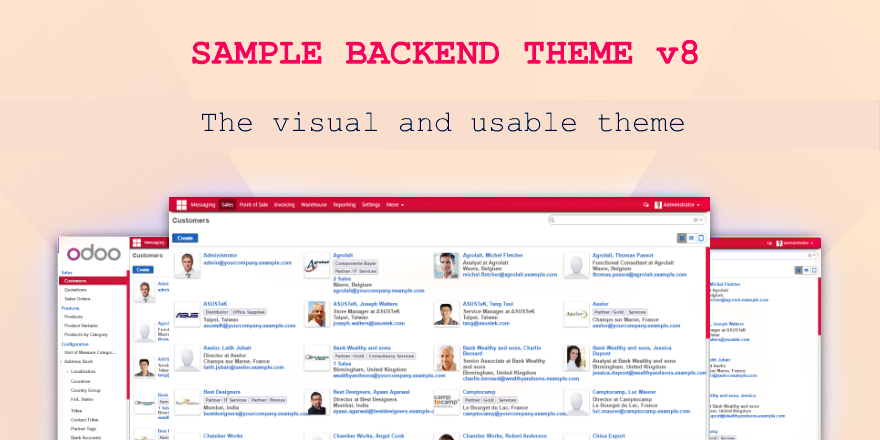 SAMPLE BACKEND THEME v8
The visual and usable theme
Messaging Sales Point of Sale Invoicing Warehouse Reporting Settings More Administrator
Customers
Create
Administrator
admin@yourcompany.example.com
Agrolait
Components Buyer
Partner / IT Services
2 Sales
Wavre, Belgium
agrolait@yourcompany.example.com
Agrolait, Michel Fletcher
Analyst at Agrolait
Wavre, Belgium
michel.fletcher@agrolait.example.com
Agrolait, Thomas Passot
Functional Consultant at Agrolait
Wavre, Belgium
thomas.passot@agrolait.example.com
ASUSTeK
Distributor Office Supplies
Taipei, Taiwan
asusteK@yourcompany.example.com
ASUSTeK, Joseph Walters
Store Manager at ASUSTeK
Taipei, Taiwan
joseph.walters@asustek.com
ASUSTeK, Tang Tsui
Service Manager at ASUSTeK
Taipei, Taiwan
tang@asustek.com
Axelor
Partner / Gold Services
Champs sur Marne, France
axelor@yourcompany.example.com
Axelor, Laith Jubair
Director at Axelor
Champs sur Marne, France
laith.jubair@axelor.example.com
Bank Wealthy and sons
Partner / Gold Consultancy Services
1 Sales
Birmingham, United Kingdom
email@wealthyandsons.example.com
Bank Wealthy and sons, Charlie
Bernard
Senior Associate at Bank Wealthy
and sons
Birmingham, United Kingdom
charlie.bernard@wealthyandsons.example.com
Bank Wealthy and sons, Jessica
Dupont
Analyst at Bank Wealthy and sons
Birmingham, United Kingdom
jessica.dupont@wealthyandsons.example.com
Best Designers
Partner / IT Services Partner / Bronze
Mumbai, India
bestdesigners@yourcompany.example.com
Best Designers, Ayaan Agarwal
Director at Best Designers
Mumbai, India
ayaan.agarwal@bestdesigners.example.com
Camptocamp
Partner / Gold Services
Le Bourget du Lac, France
camptocamp@yourcompany.example.com
Camptocamp, Luc Maurer
Director at Camptocamp
Le Bourget du Lac, France
luc.maurer@camptocamp.example.com
Chamber Works
Chamber Works, Angel Cook
Chamber Works, Robert Anderson
China Export
odoo
Sales
Customers
Quotations
Sales Orders
Products
Products
Product Variants
Products by Category
Configuration
Unit of Measure Categor...
Address Book
Localization
Countries
Country Group
Fed. States
Titles
Contact Titles
Partner Tags
Bank Accounts
Messaging
Customers
Create
Administrator